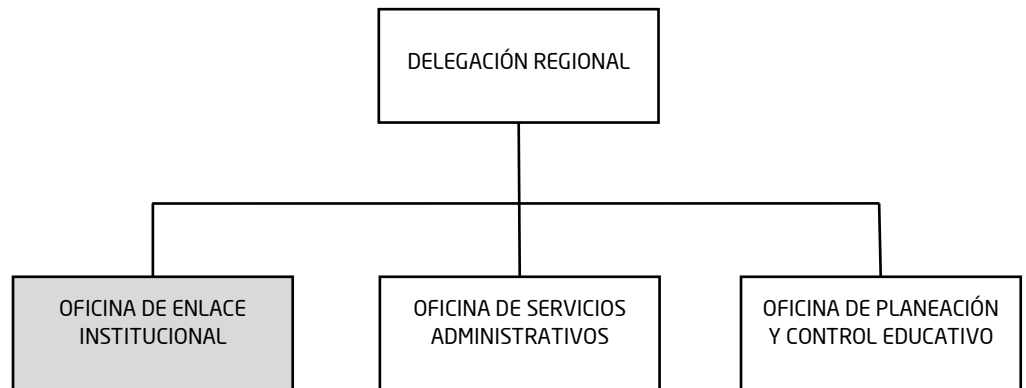 DELEGACIÓN REGIONAL
OFICINA DE ENLACE
INSTITUCIONAL
OFICINA DE SERVICIOS
ADMINISTRATIVOS
OFICINA DE PLANEACIÓN
Y CONTROL EDUCATIVO